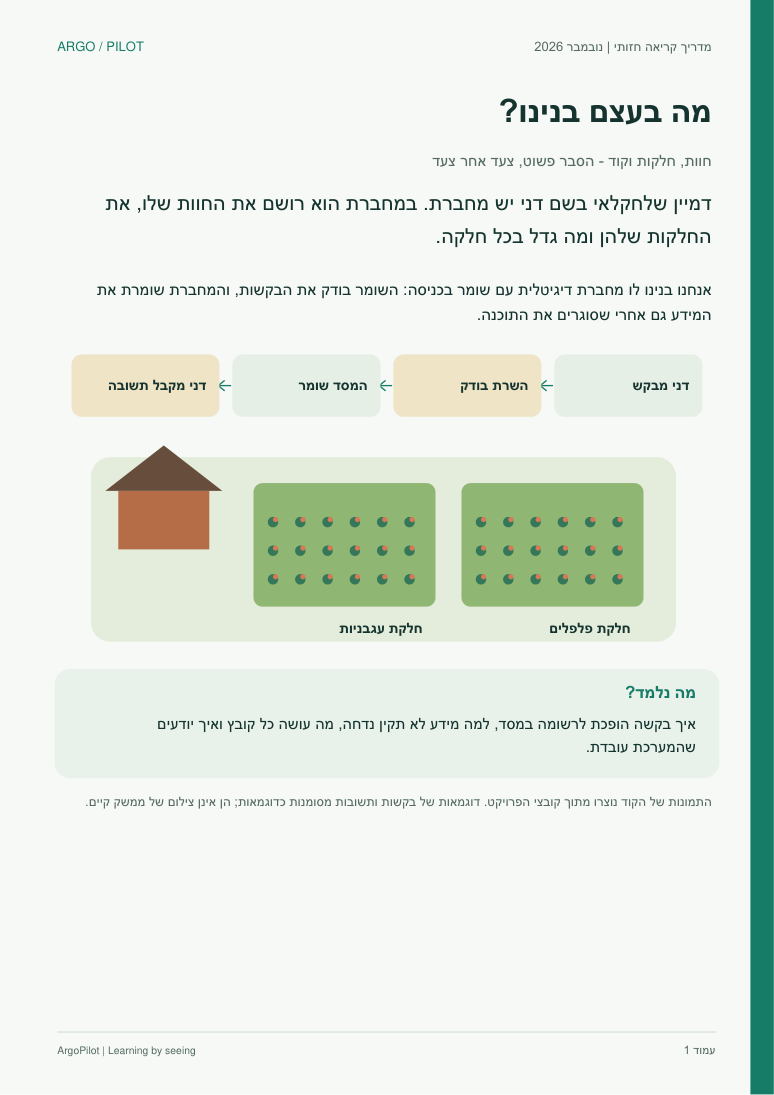 מדריך קריאה חזותי | נובמבר 2026
ARGO / PILOT
מה בעצם בנינו?
חוות, חלקות וקוד - הסבר פשוט, צעד אחר צעד
דמיין שלחקלאי בשם דני יש מחברת. במחברת הוא רושם את החוות שלו, את
החלקות שלהן ומה גדל בכל חלקה.
אנחנו בנינו לו מחברת דיגיטלית עם שומר בכניסה: השומר בודק את הבקשות, והמחברת שומרת את
המידע גם אחרי שסוגרים את התוכנה.
דני מבקש
השרת בודק
המסד שומר
דני מקבל תשובה
חלקת פלפלים
חלקת עגבניות
מה נלמד?
איך בקשה הופכת לרשומה במסד, למה מידע לא תקין נדחה, מה עושה כל קובץ ואיך יודעים
שהמערכת עובדת.
התמונות של הקוד נוצרו מתוך קובצי הפרויקט. דוגמאות של בקשות ותשובות מסומנות כדוגמאות; הן אינן צילום של ממשק קיים.
עמוד 1
ArgoPilot | Learning by seeing